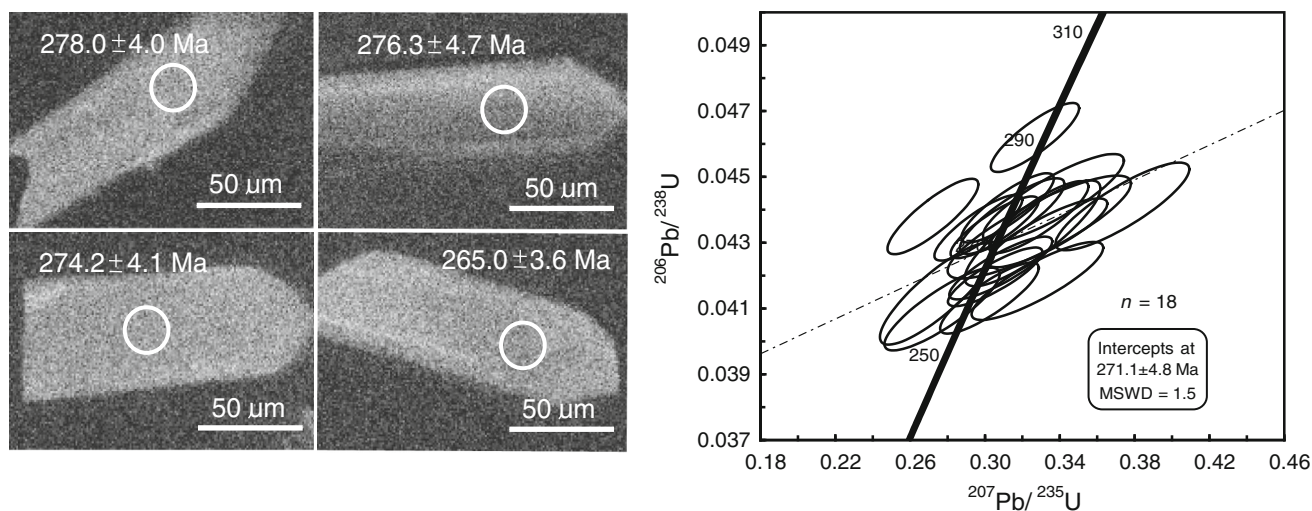 278.0±4.0 Ma
50 µm
276.3±4.7 Ma
50 µm
274.2±4.1 Ma
50 µm
265.0±3.6 Ma
50 µm
0.049
0.047
0.045
0.043
0.041
0.039
0.037
206Pb/238U
310
290
250
n = 18
Intercepts at
271.1±4.8 Ma
MSWD = 1.5
0.18 0.22 0.26 0.30 0.34 0.38 0.42 0.46
207Pb/235U